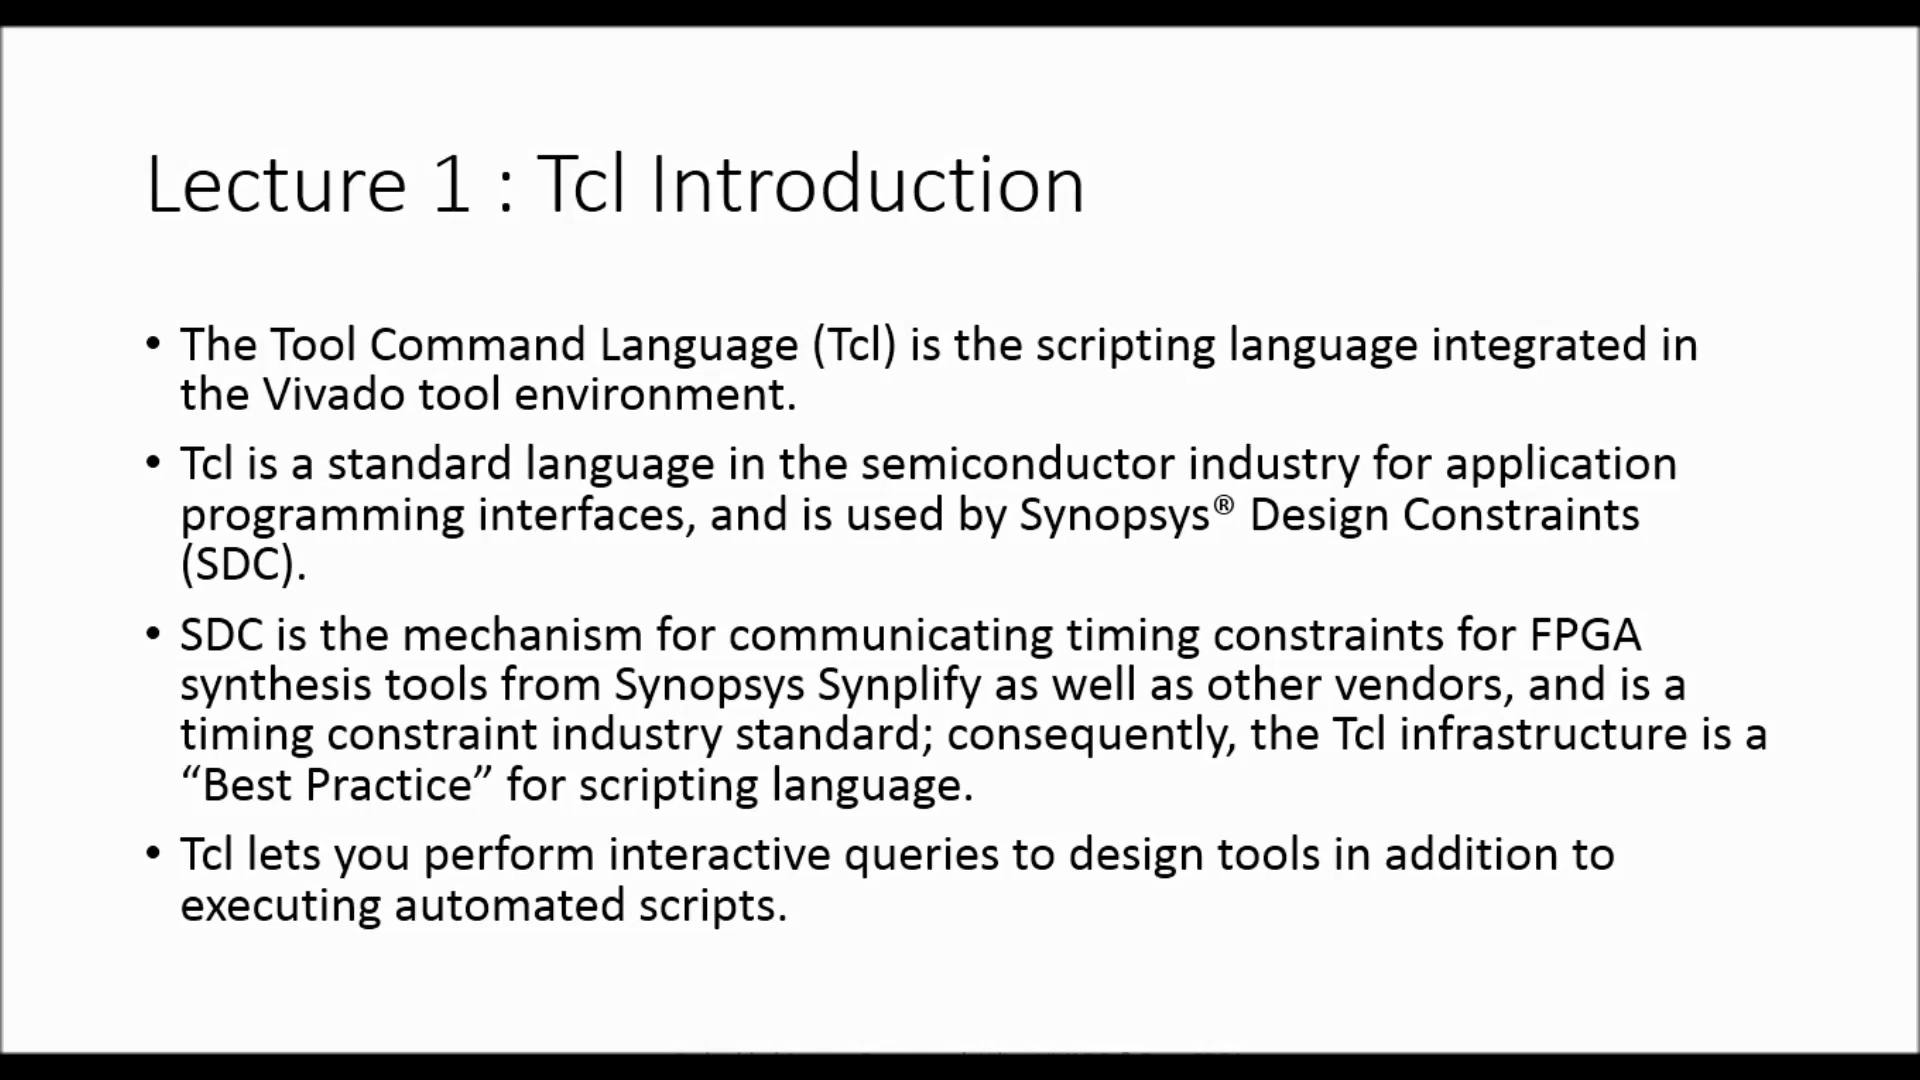 Lecture 1 : Tcl Introduction
• The Tool Command Language (Tcl) is the scripting language integrated in
the Vivado tool environment.
• Tcl is a standard language in the semiconductor industry for application
programming interfaces, and is used by Synopsys® Design Constraints
(SDC).
• SDC is the mechanism for communicating timing constraints for FPGA
synthesis tools from Synopsys Synplify as well as other vendors, and is a
timing constraint industry standard; consequently, the Tcl infrastructure is a
“Best Practice” for scripting language.
• Tcl lets you perform interactive queries to design tools in addition to
executing automated scripts.